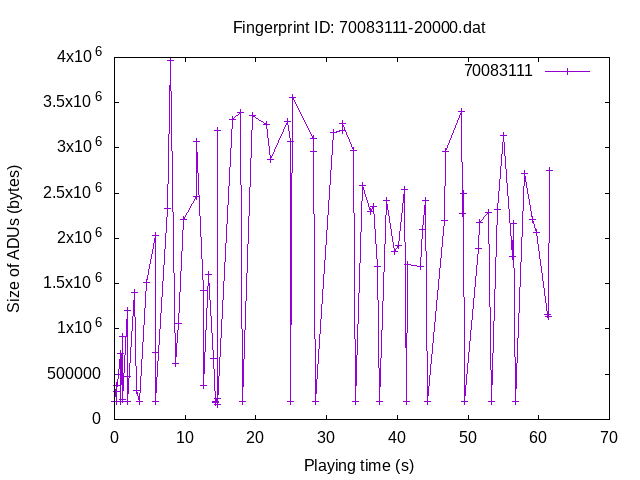 Fingerprint ID: 70083111-20000.dat
70083111
4x10^6
3.5x10^6
3x10^6
2.5x10^6
2x10^6
1.5x10^6
1x10^6
500000
0
Size of ADUs (bytes)
0 10 20 30 40 50 60 70
Playing time (s)